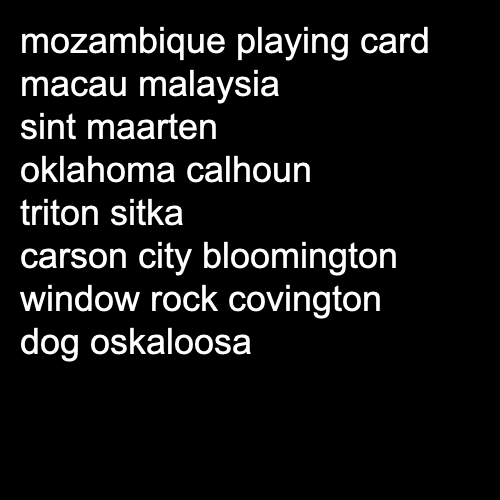 mozambique playing card
macau malaysia
sint maarten
oklahoma calhoun
triton sitka
carson city bloomington
window rock covington
dog oskaloosa